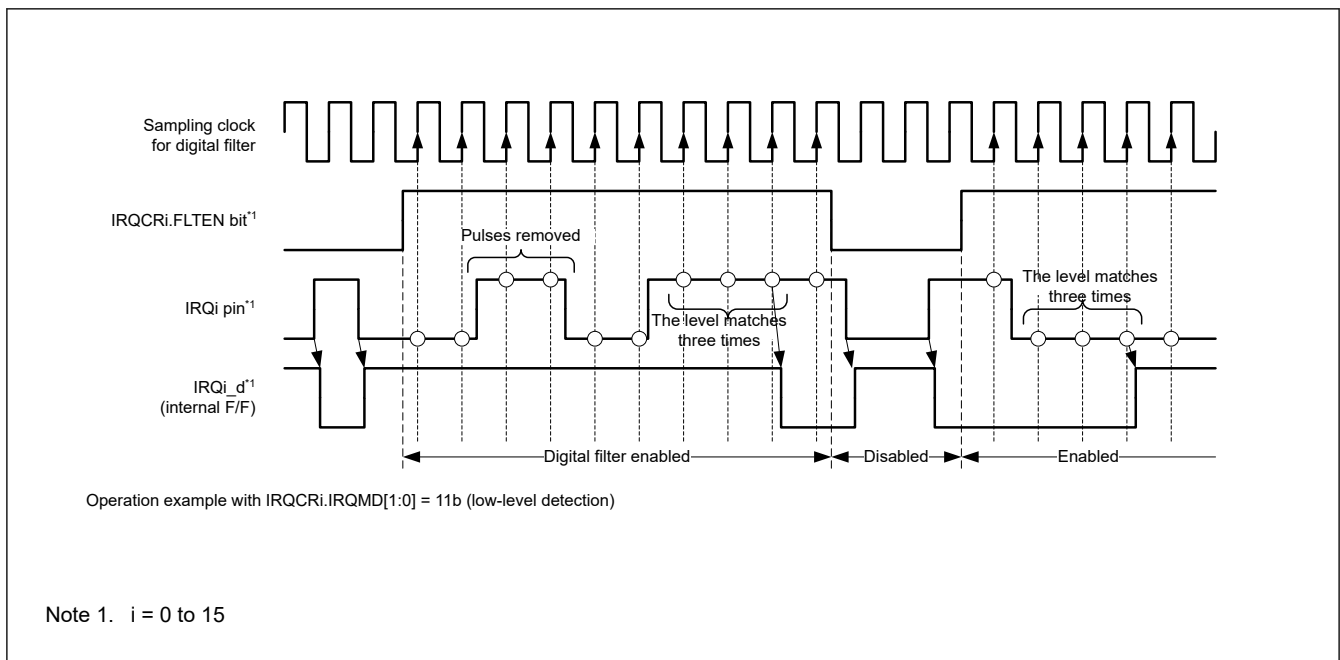 Sampling clock
for digital filter
IRQCRi.FLTEN bit*1
Pulses removed
IRQi pin*1
The level matches
three times
The level matches
three times
IRQi_d*1
(internal F/F)
Digital filter enabled
Disabled
Enabled
Operation example with IRQCRi.IRQMD[1:0] = 11b (low-level detection)
Note 1. i = 0 to 15